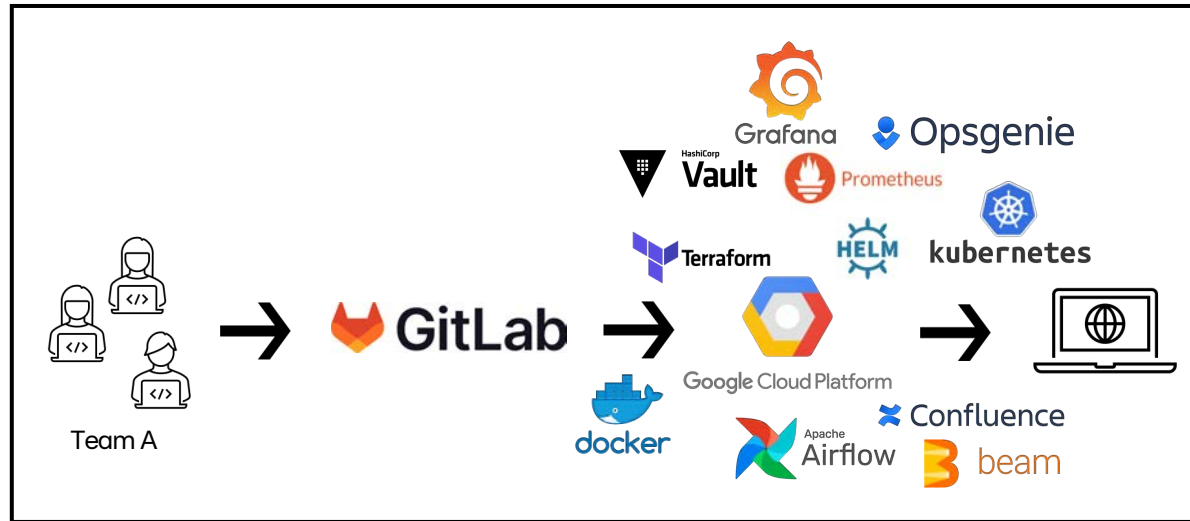 Grafana
Opsgenie
HashiCorp
Vault
Prometheus
Terraform
HELM
kubernetes
</>
</>
</>
GitLab
Google Cloud Platform
Team A
docker
Apache
Airflow
Confluence
beam